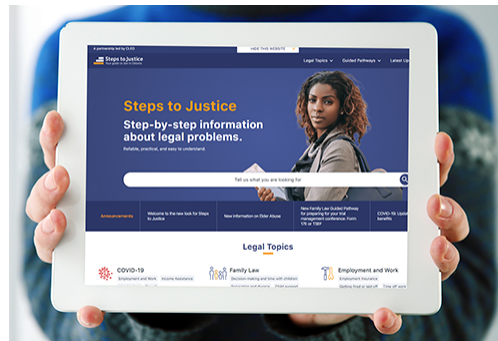 A partnership led by CLEO
HIDE THIS WEBSITE
Steps to Justice
Your guide to law in Ontario
Legal Topics
Guided Pathways
Latest Up
Steps to Justice
Step-by-step information
about legal problems.
Reliable, practical, and easy to understand.
Tell us what you are looking for
Announcements
Welcome to the new look for Steps
to Justice
New information on Elder Abuse
New Family Law Guided Pathway
for preparing for your trial
management conference: Form
17E or 17EF
COVID-19: Updat
benefits
Legal Topics
COVID-19
Employment and Work
Income Assistance
Family Law
Decision-making and time with children
Separation and divorce
Child support
Employment and Work
Employment Insurance
Getting fired or laid off
Time off work